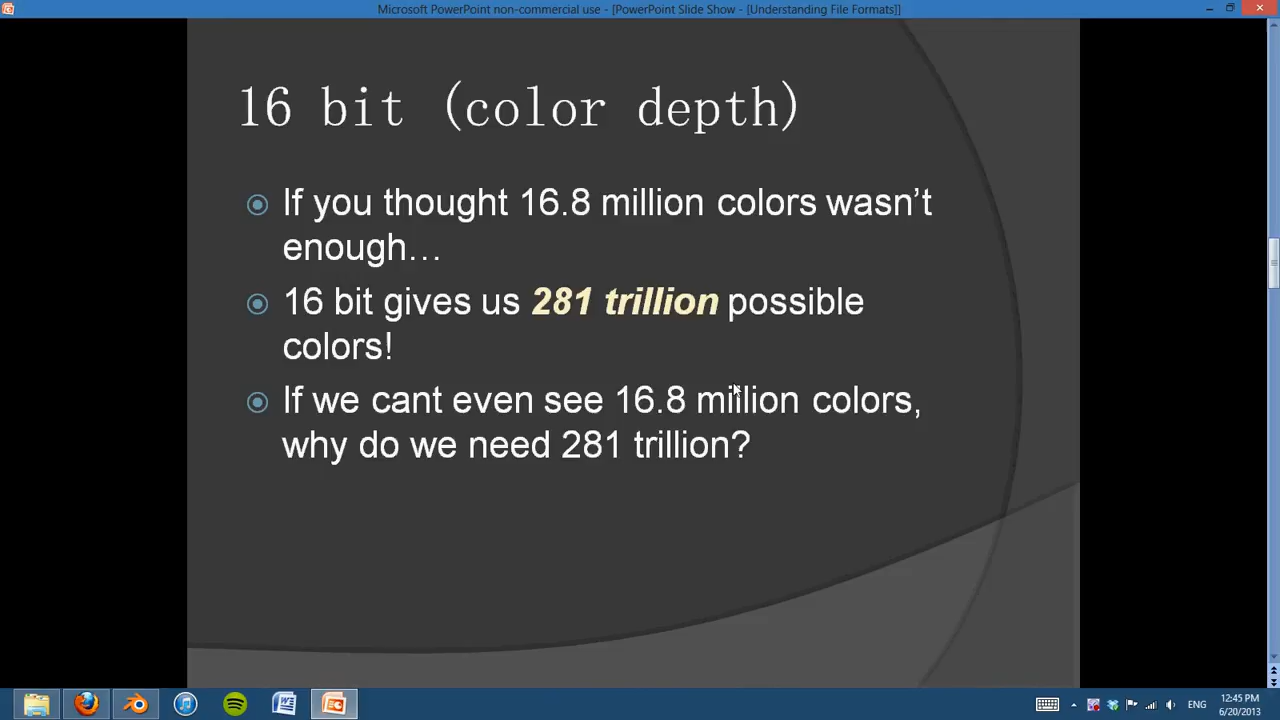 Microsoft PowerPoint non-commercial use - [PowerPoint Slide Show - [Understanding File Formats]]
16 bit (color depth)
If you thought 16.8 million colors wasn’t
enough…
16 bit gives us 281 trillion possible
colors!
If we cant even see 16.8 million colors,
why do we need 281 trillion?
ENG
12:45 PM
6/20/2013